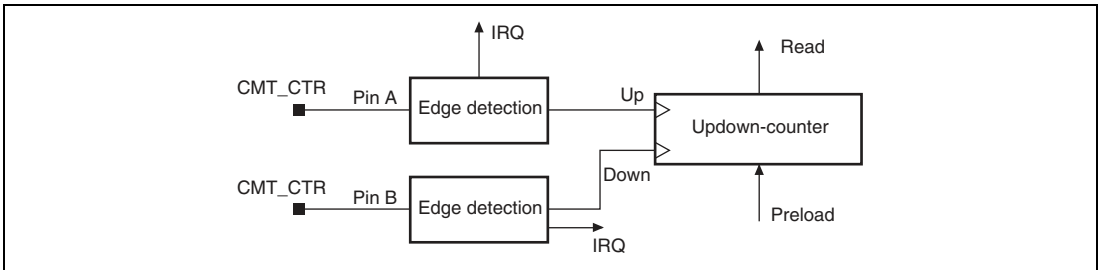 IRQ
Read
CMT_CTR
Pin A
Edge detection
Up
Updown-counter
CMT_CTR
Pin B
Edge detection
Down
Preload
IRQ